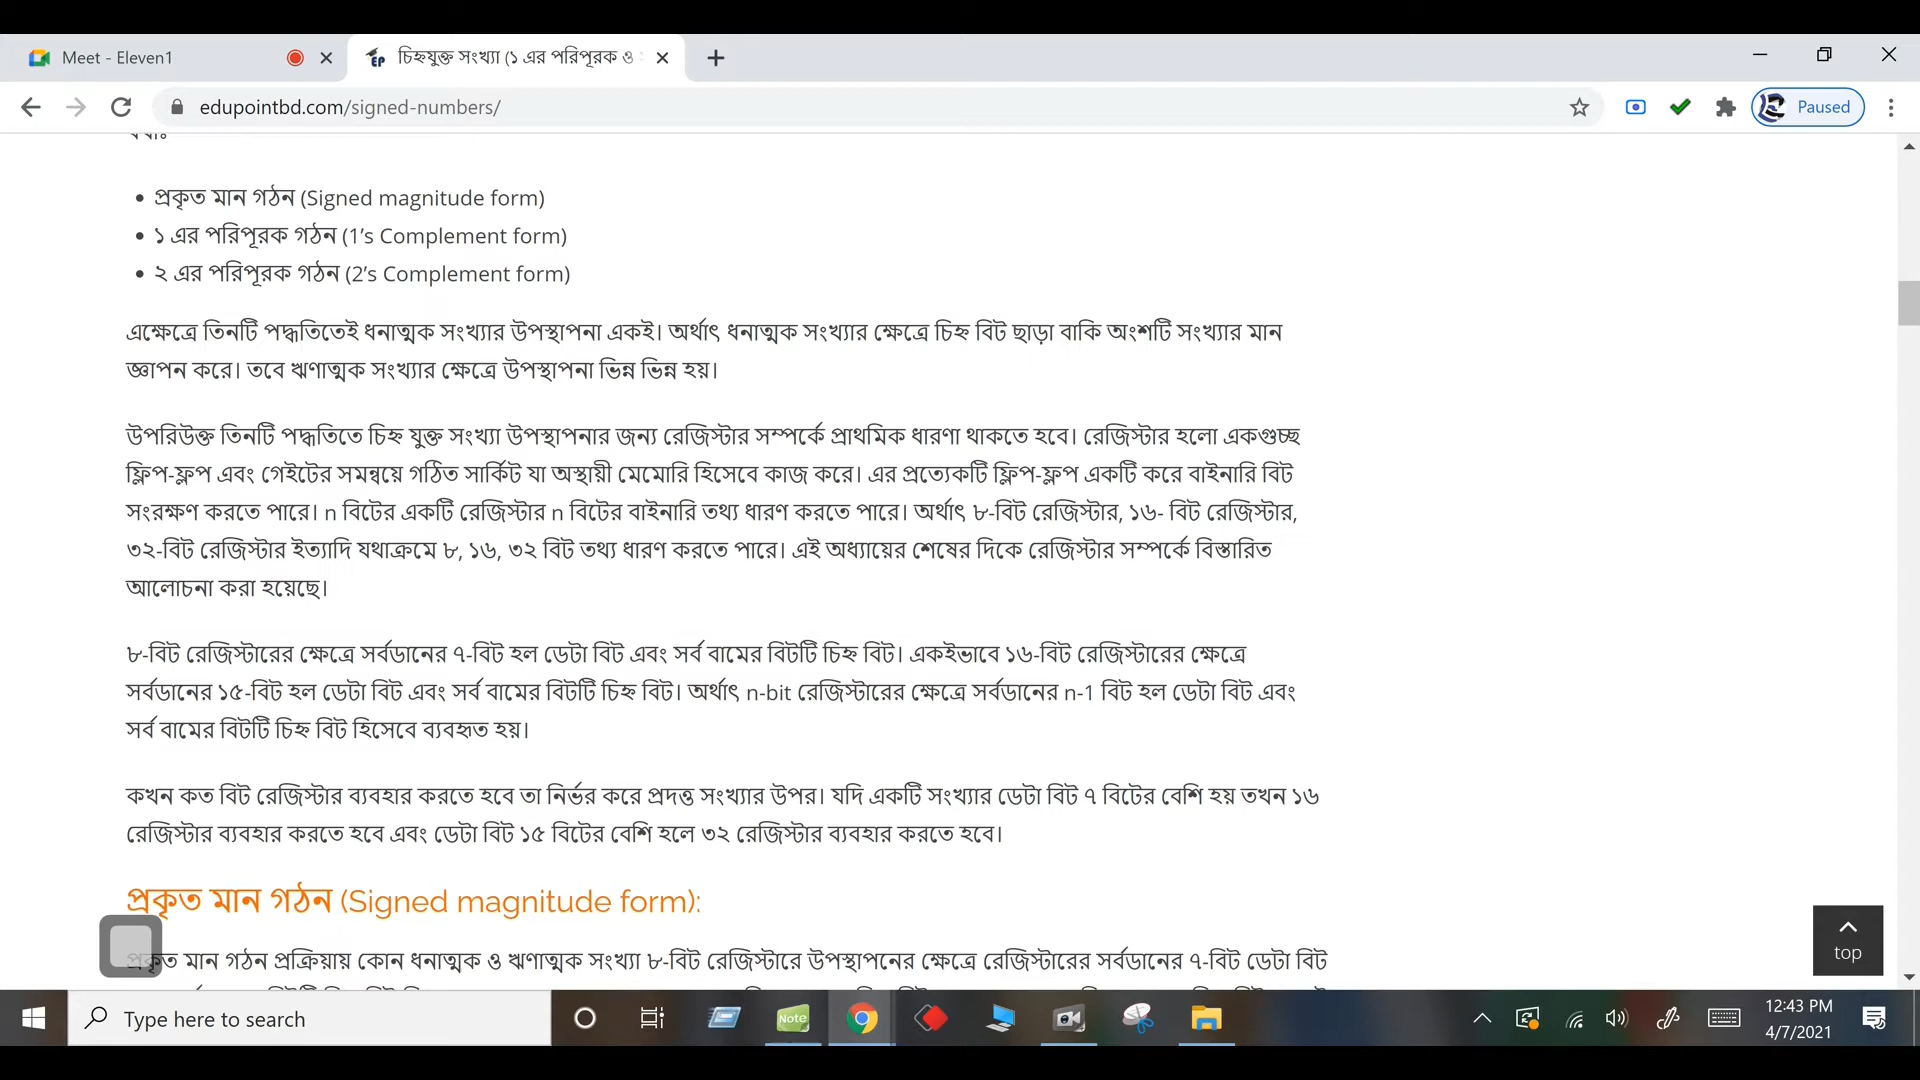 Meet - Eleven1
চিহ্নযুক্ত সংখ্যা (১ এর পরিপূরক ও
edupointbd.com/signed-numbers/
Paused
প্রকৃত মান গঠন (Signed magnitude form)
১ এর পরিপূরক গঠন (1’s Complement form)
২ এর পরিপূরক গঠন (2’s Complement form)
এক্ষেত্রে তিনটি পদ্ধতিতেই ধনাত্মক সংখ্যার উপস্থাপনা একই। অর্থাৎ ধনাত্মক সংখ্যার ক্ষেত্রে চিহ্ন বিট ছাড়া বাকি অংশটি সংখ্যার মান
জ্ঞাপন করে। তবে ঋণাত্মক সংখ্যার ক্ষেত্রে উপস্থাপনা ভিন্ন ভিন্ন হয়।
উপরিউক্ত তিনটি পদ্ধতিতে চিহ্ন যুক্ত সংখ্যা উপস্থাপনার জন্য রেজিস্টার সম্পর্কে প্রাথমিক ধারণা থাকতে হবে। রেজিস্টার হলো একগুচ্ছ
ফ্লিপ-ফ্লপ এবং গেইটের সমন্বয়ে গঠিত সার্কিট যা অস্থায়ী মেমোরি হিসেবে কাজ করে। এর প্রত্যেকটি ফ্লিপ-ফ্লপ একটি করে বাইনারি বিট
সংরক্ষণ করতে পারে। n বিটের একটি রেজিস্টার n বিটের বাইনারি তথ্য ধারণ করতে পারে। অর্থাৎ ৮-বিট রেজিস্টার, ১৬- বিট রেজিস্টার,
৩২-বিট রেজিস্টার ইত্যাদি যথাক্রমে ৮, ১৬, ৩২ বিট তথ্য ধারণ করতে পারে। এই অধ্যায়ের শেষের দিকে রেজিস্টার সম্পর্কে বিস্তারিত
আলোচনা করা হয়েছে।
৮-বিট রেজিস্টারের ক্ষেত্রে সর্বডানের ৭-বিট হল ডেটা বিট এবং সর্ব বামের বিটটি চিহ্ন বিট। একইভাবে ১৬-বিট রেজিস্টারের ক্ষেত্রে
সর্বডানের ১৫-বিট হল ডেটা বিট এবং সর্ব বামের বিটটি চিহ্ন বিট। অর্থাৎ n-bit রেজিস্টারের ক্ষেত্রে সর্বডানের n-1 বিট হল ডেটা বিট এবং
সর্ব বামের বিটটি চিহ্ন বিট হিসেবে ব্যবহৃত হয়।
কখন কত বিট রেজিস্টার ব্যবহার করতে হবে তা নির্ভর করে প্রদত্ত সংখ্যার উপর। যদি একটি সংখ্যার ডেটা বিট ৭ বিটের বেশি হয় তখন ১৬
রেজিস্টার ব্যবহার করতে হবে এবং ডেটা বিট ১৫ বিটের বেশি হলে ৩২ রেজিস্টার ব্যবহার করতে হবে।
প্রকৃত মান গঠন (Signed magnitude form):
প্রকৃত মান গঠন প্রক্রিয়ায় কোন ধনাত্মক ও ঋণাত্মক সংখ্যা ৮-বিট রেজিস্টারে উপস্থাপনের ক্ষেত্রে রেজিস্টারের সর্বডানের ৭-বিট ডেটা বিট
top
Type here to search
Note
12:43 PM
4/7/2021